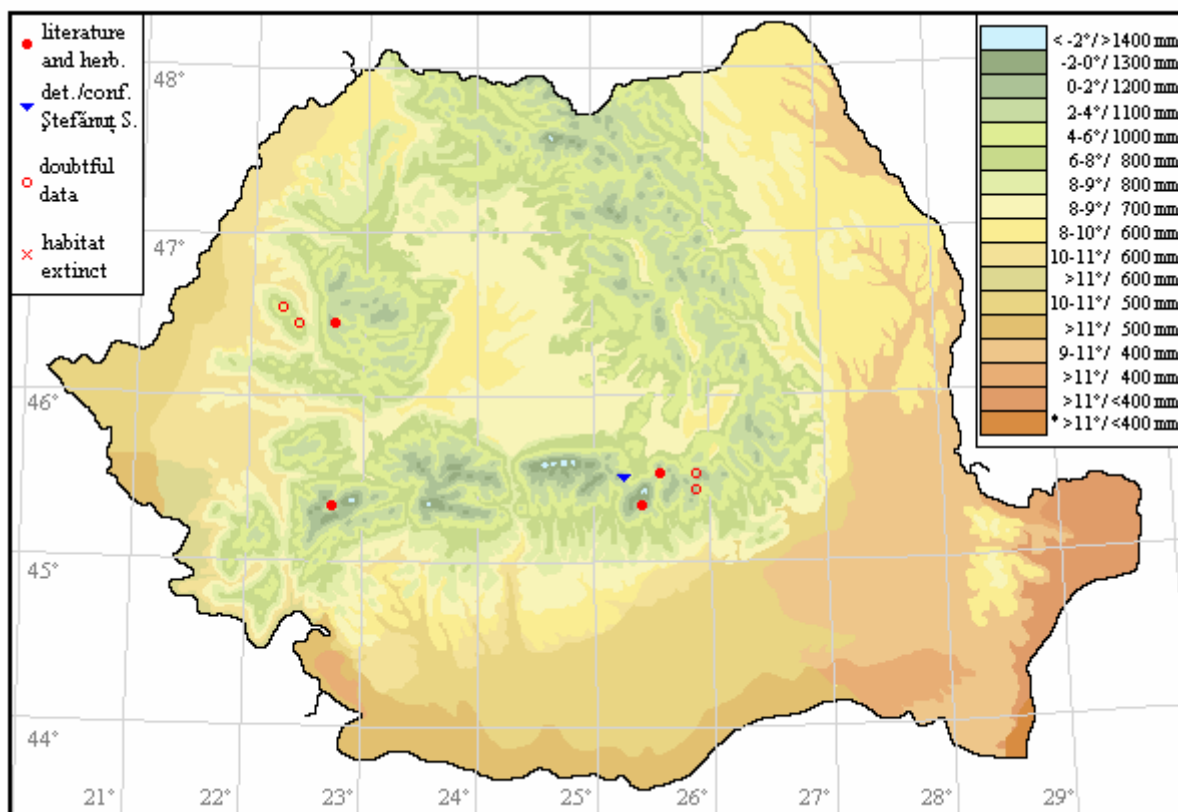 literature
and herb.
det./conf.
Ştefănuţ S.
doubtful
data
habitat
extinct
< -2°/>1400 mm
-2-0°/ 1300 mm
0-2°/ 1200 mm
2-4°/ 1100 mm
4-6°/ 1000 mm
6-8°/ 800 mm
8-9°/ 800 mm
8-9°/ 700 mm
8-10°/ 600 mm
10-11°/ 600 mm
>11°/ 600 mm
10-11°/ 500 mm
>11°/ 500 mm
9-11°/ 400 mm
>11°/ 400 mm
>11°/<400 mm
* >11°/<400 mm
48°
47°
46°
45°
44°
21° 22° 23° 24° 25° 26° 27° 28° 29°